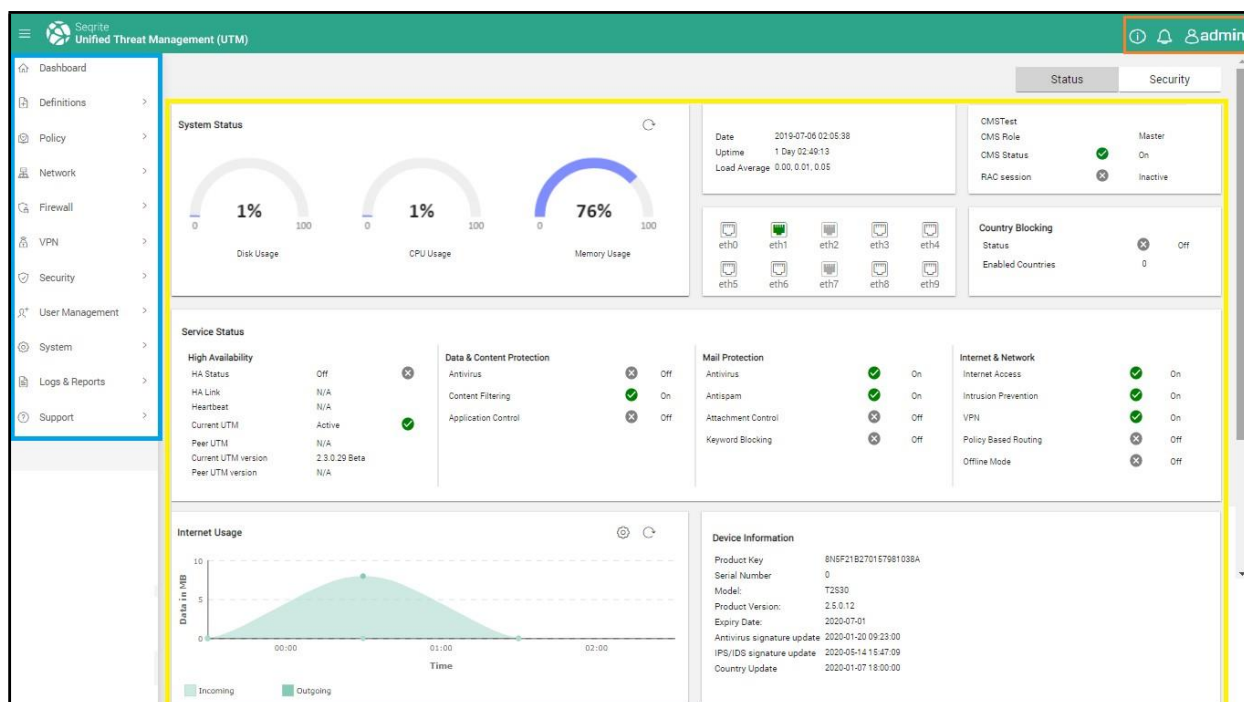 Seqrite
Unified Threat Management (UTM)
admin
Dashboard
Definitions
Policy
Network
Firewall
VPN
Security
User Management
System
Logs & Reports
Support
Status Security
System Status
1%
0 100
Disk Usage
1%
0 100
CPU Usage
76%
0 100
Memory Usage
Date 2019-07-06 02:05:38
Uptime 1 Day 02:49:13
Load Average 0.00, 0.01, 0.05
CMSTest
CMS Role Master
CMS Status On
RAC session Inactive
eth0 eth1 eth2 eth3 eth4
eth5 eth6 eth7 eth8 eth9
Country Blocking
Status Off
Enabled Countries 0
Service Status
High Availability
HA Status Off
HA Link N/A
Heartbeat N/A
Current UTM Active
Peer UTM N/A
Current UTM version 2.3.0.29 Beta
Peer UTM version N/A
Data & Content Protection
Antivirus Off
Content Filtering On
Application Control Off
Mail Protection
Antivirus On
Antispam On
Attachment Control Off
Keyword Blocking Off
Internet & Network
Internet Access On
Intrusion Prevention On
VPN On
Policy Based Routing Off
Offline Mode Off
Internet Usage
Data in MB
10
5
0
00:00 01:00 02:00
Time
Incoming Outgoing
Device Information
Product Key 8N5F21B270157981038A
Serial Number 0
Model: T2S30
Product Version: 2.5.0.12
Expiry Date: 2020-07-01
Antivirus signature update 2020-01-20 09:23:00
IPS/IDS signature update 2020-05-14 15:47:09
Country Update 2020-01-07 18:00:00